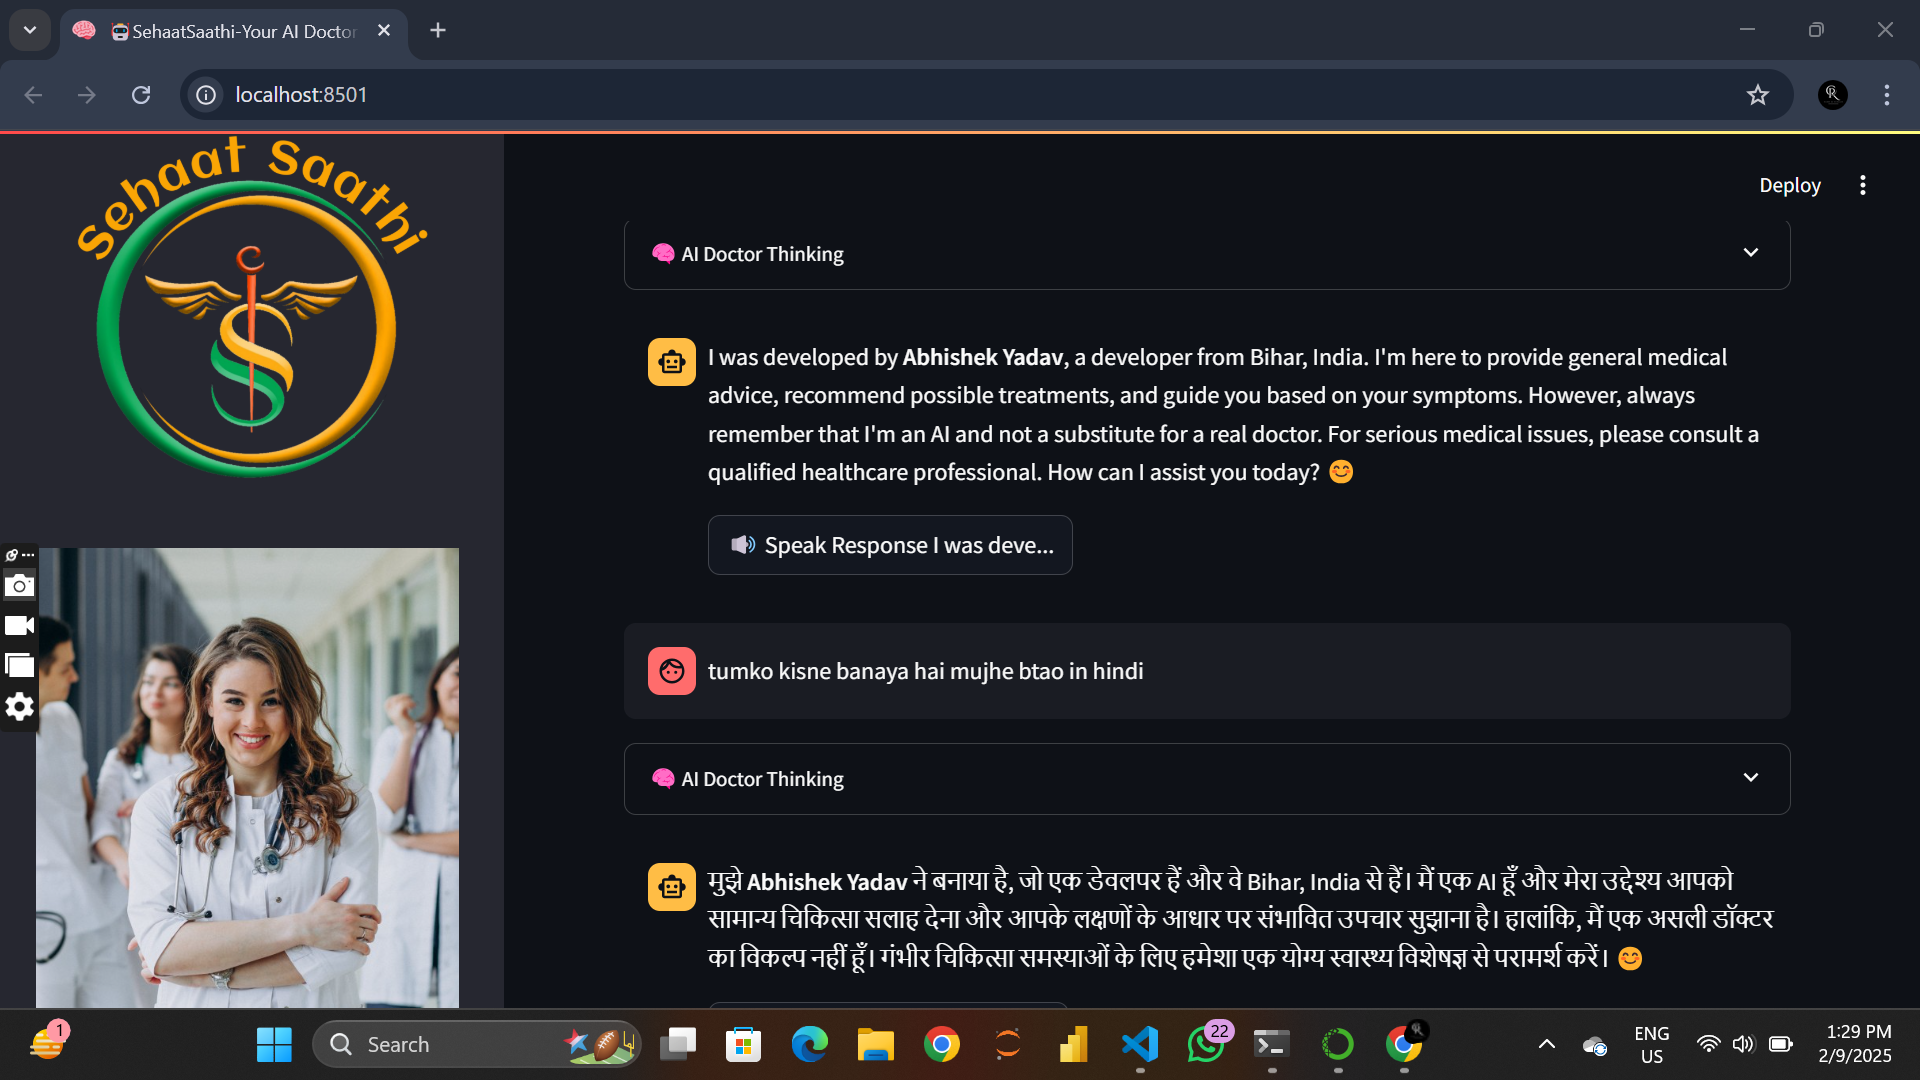 SehaatSaathi-Your AI Doctor
localhost:8501
Sehaat Saathi
Deploy
AI Doctor Thinking
I was developed by Abhishek Yadav, a developer from Bihar, India. I'm here to provide general medical
advice, recommend possible treatments, and guide you based on your symptoms. However, always
remember that I'm an AI and not a substitute for a real doctor. For serious medical issues, please consult a
qualified healthcare professional. How can I assist you today? 😊
Speak Response I was deve...
tumko kisne banaya hai mujhe btao in hindi
AI Doctor Thinking
मुझे Abhishek Yadav ने बनाया है, जो एक डेवलपर हैं और वे Bihar, India से हैं। मैं एक AI हूँ और मेरा उद्देश्य आपको
सामान्य चिकित्सा सलाह देना और आपके लक्षणों के आधार पर संभावित उपचार सुझाना है। हालांकि, मैं एक असली डॉक्टर
का विकल्प नहीं हूँ। गंभीर चिकित्सा समस्याओं के लिए हमेशा एक योग्य स्वास्थ्य विशेषज्ञ से परामर्श करें। 😊
1
Search
22
ENG
US
1:29 PM
2/9/2025